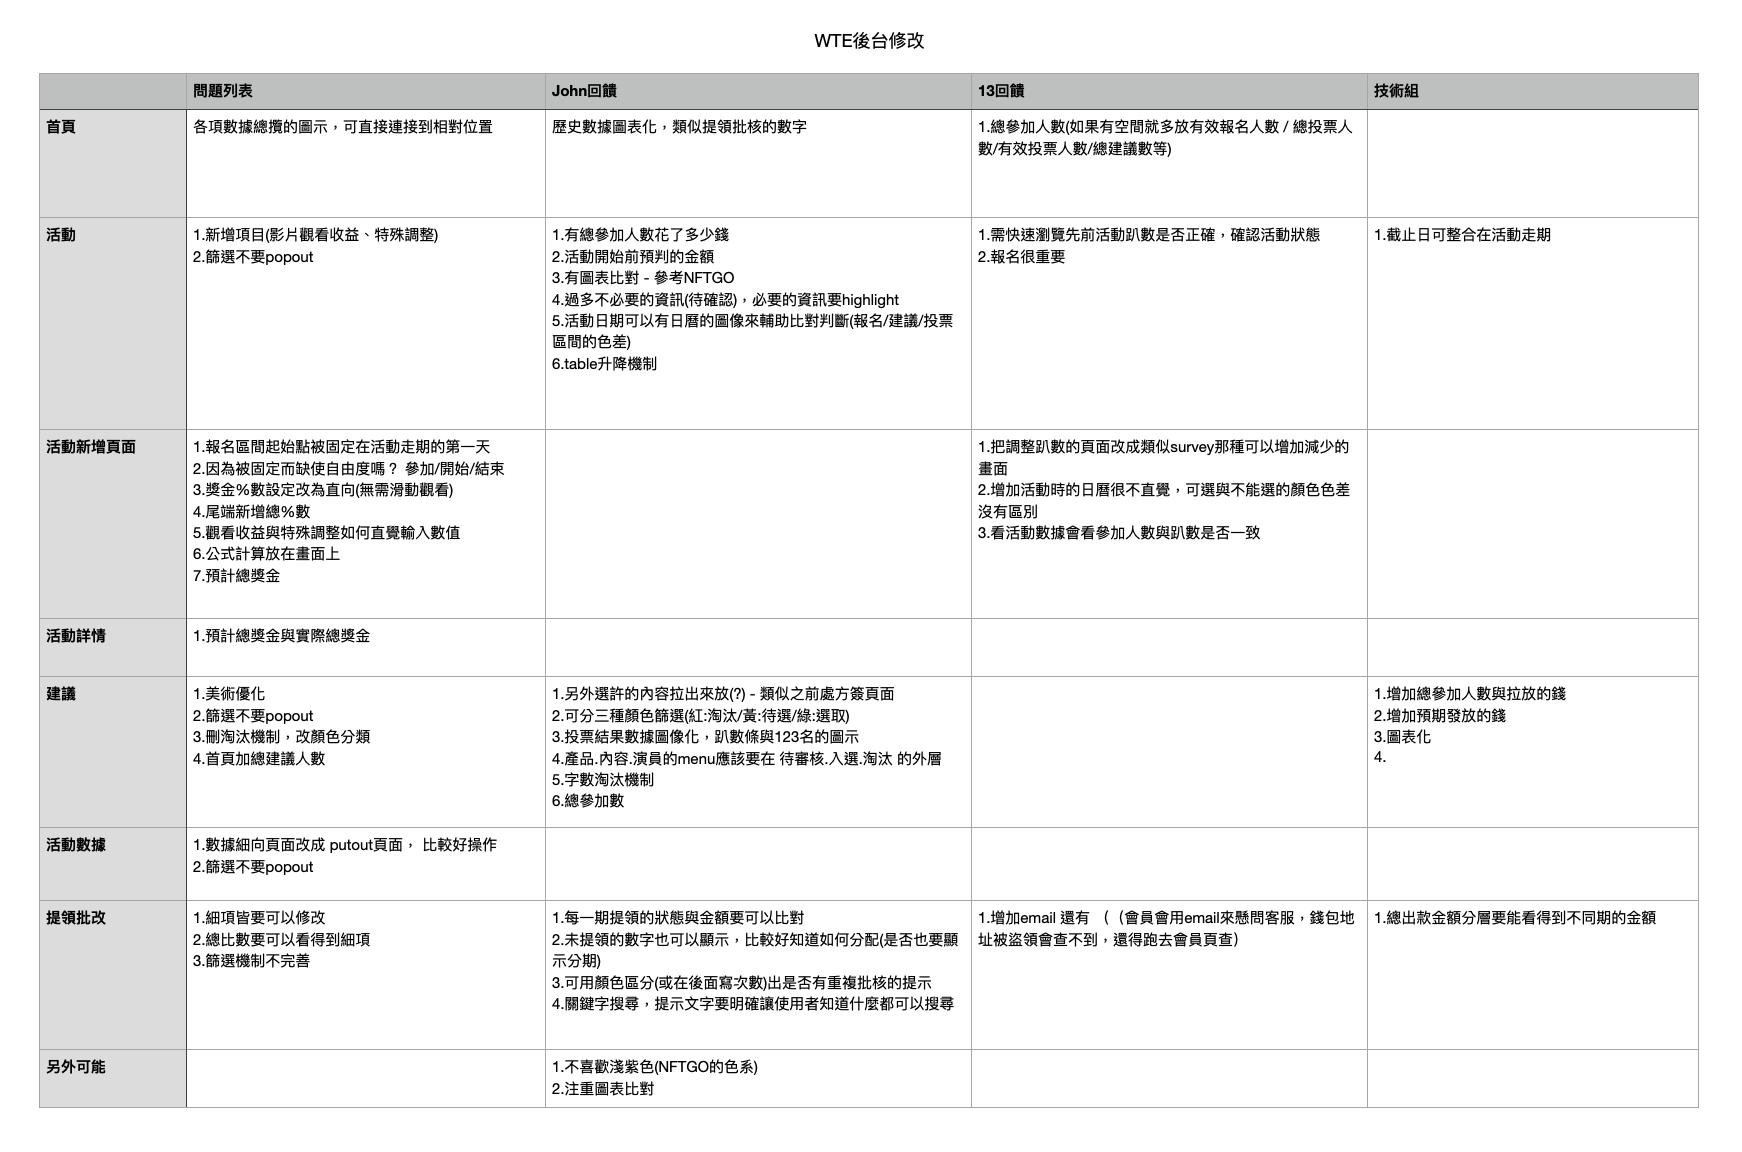 WTE後台修改
問題列表
John回饋
13回饋
技術組
首頁
各項數據總攬的圖示，可直接連接到相對位置
歷史數據圖表化，類似提領批核的數字
1.總參加人數(如果有空間就多放有效報名人數 / 總投票人
數/有效投票人數/總建議數等)
活動
1.新增項目(影片觀看收益、特殊調整)
2.篩選不要popout
1.有總參加人數花了多少錢
2.活動開始前預判的金額
3.有圖表比對 - 參考NFTGO
4.過多不必要的資訊(待確認)，必要的資訊要highlight
5.活動日期可以有日曆的圖像來輔助比對判斷(報名/建議/投票
區間的色差)
6.table升降機制
1.需快速瀏覽先前活動趴數是否正確，確認活動狀態
2.報名很重要
1.截止日可整合在活動走期
活動新增頁面
1.報名區間起始點被固定在活動走期的第一天
2.因為被固定而缺使自由度嗎？ 參加/開始/結束
3.獎金%數設定改為直向(無需滑動觀看)
4.尾端新增總%數
5.觀看收益與特殊調整如何直覺輸入數值
6.公式計算放在畫面上
7.預計總獎金
1.把調整趴數的頁面改成類似survey那種可以增加減少的
畫面
2.增加活動時的日曆很不直覺，可選與不能選的顏色色差
沒有區別
3.看活動數據會看參加人數與趴數是否一致
活動詳情
1.預計總獎金與實際總獎金
建議
1.美術優化
2.篩選不要popout
3.刪淘汰機制，改顏色分類
4.首頁加總建議人數
1.另外選許的內容拉出來放(?) - 類似之前處方簽頁面
2.可分三種顏色篩選(紅:淘汰/黃:待選/綠:選取)
3.投票結果數據圖像化，趴數條與123名的圖示
4.產品.內容.演員的menu應該要在 待審核.入選.淘汰 的外層
5.字數淘汰機制
6.總參加數
1.增加總參加人數與拉放的錢
2.增加預期發放的錢
3.圖表化
4.
活動數據
1.數據細向頁面改成 putout頁面， 比較好操作
2.篩選不要popout
提領批改
1.細項皆要可以修改
2.總比數要可以看得到細項
3.篩選機制不完善
1.每一期提領的狀態與金額要可以比對
2.未提領的數字也可以顯示，比較好知道如何分配(是否也要顯
示分期)
3.可用顏色區分(或在後面寫次數)出是否有重複批核的提示
4.關鍵字搜尋，提示文字要明確讓使用者知道什麼都可以搜尋
1.增加email 還有 （（會員會用email來懸問客服，錢包地
址被盜領會查不到，還得跑去會員頁查）
1.總出款金額分層要能看得到不同期的金額
另外可能
1.不喜歡淺紫色(NFTGO的色系)
2.注重圖表比對